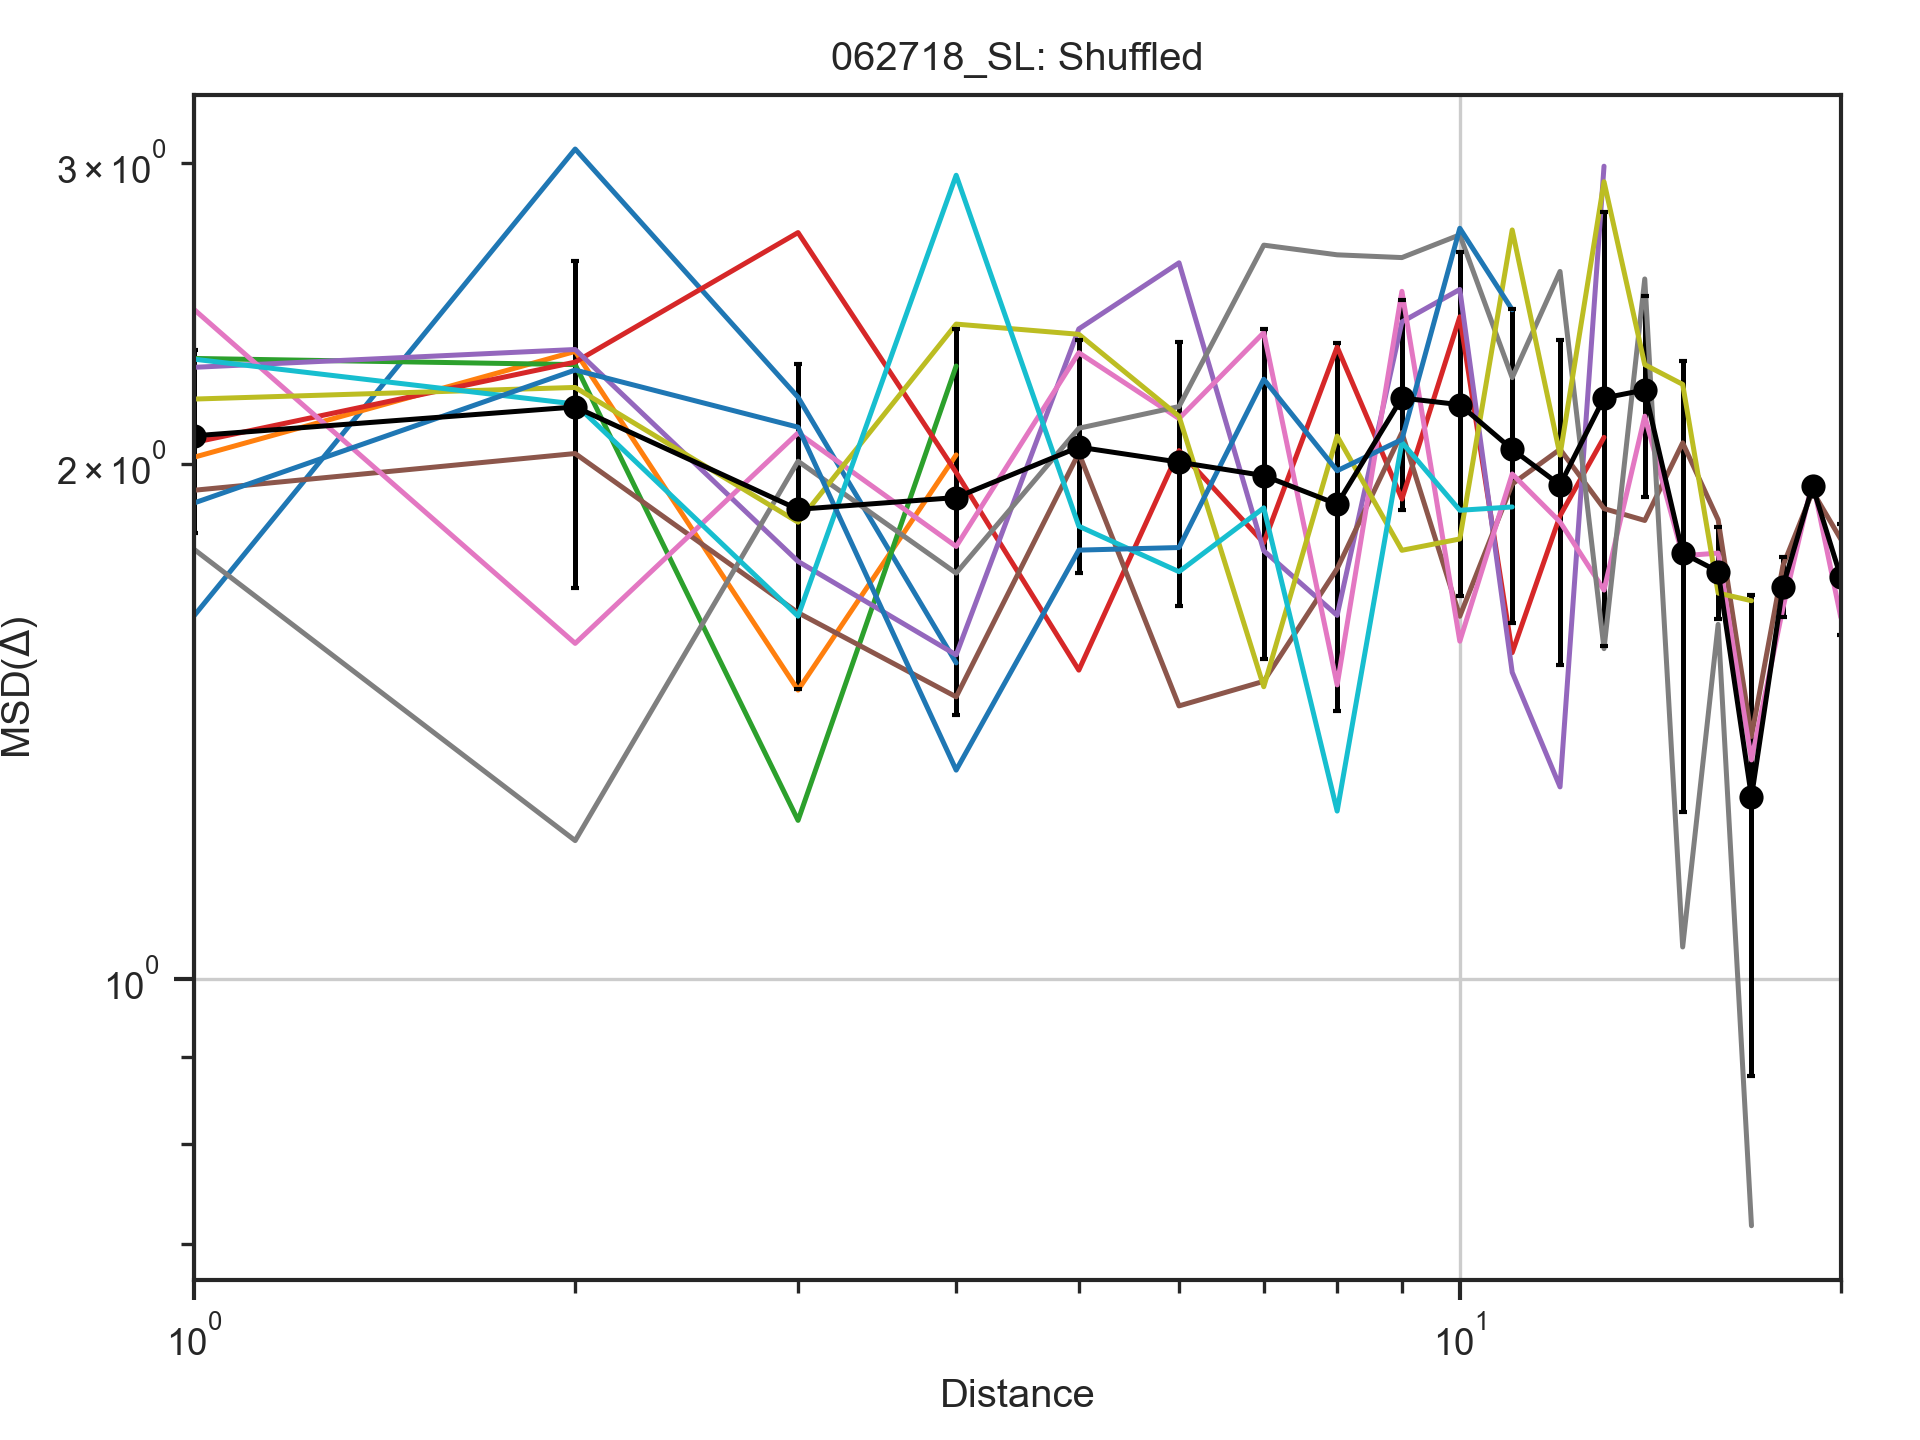 062718_SL: Shuffled
3 × 10⁰
2 × 10⁰
10⁰
MSD(Δ)
10⁰ 10¹
Distance